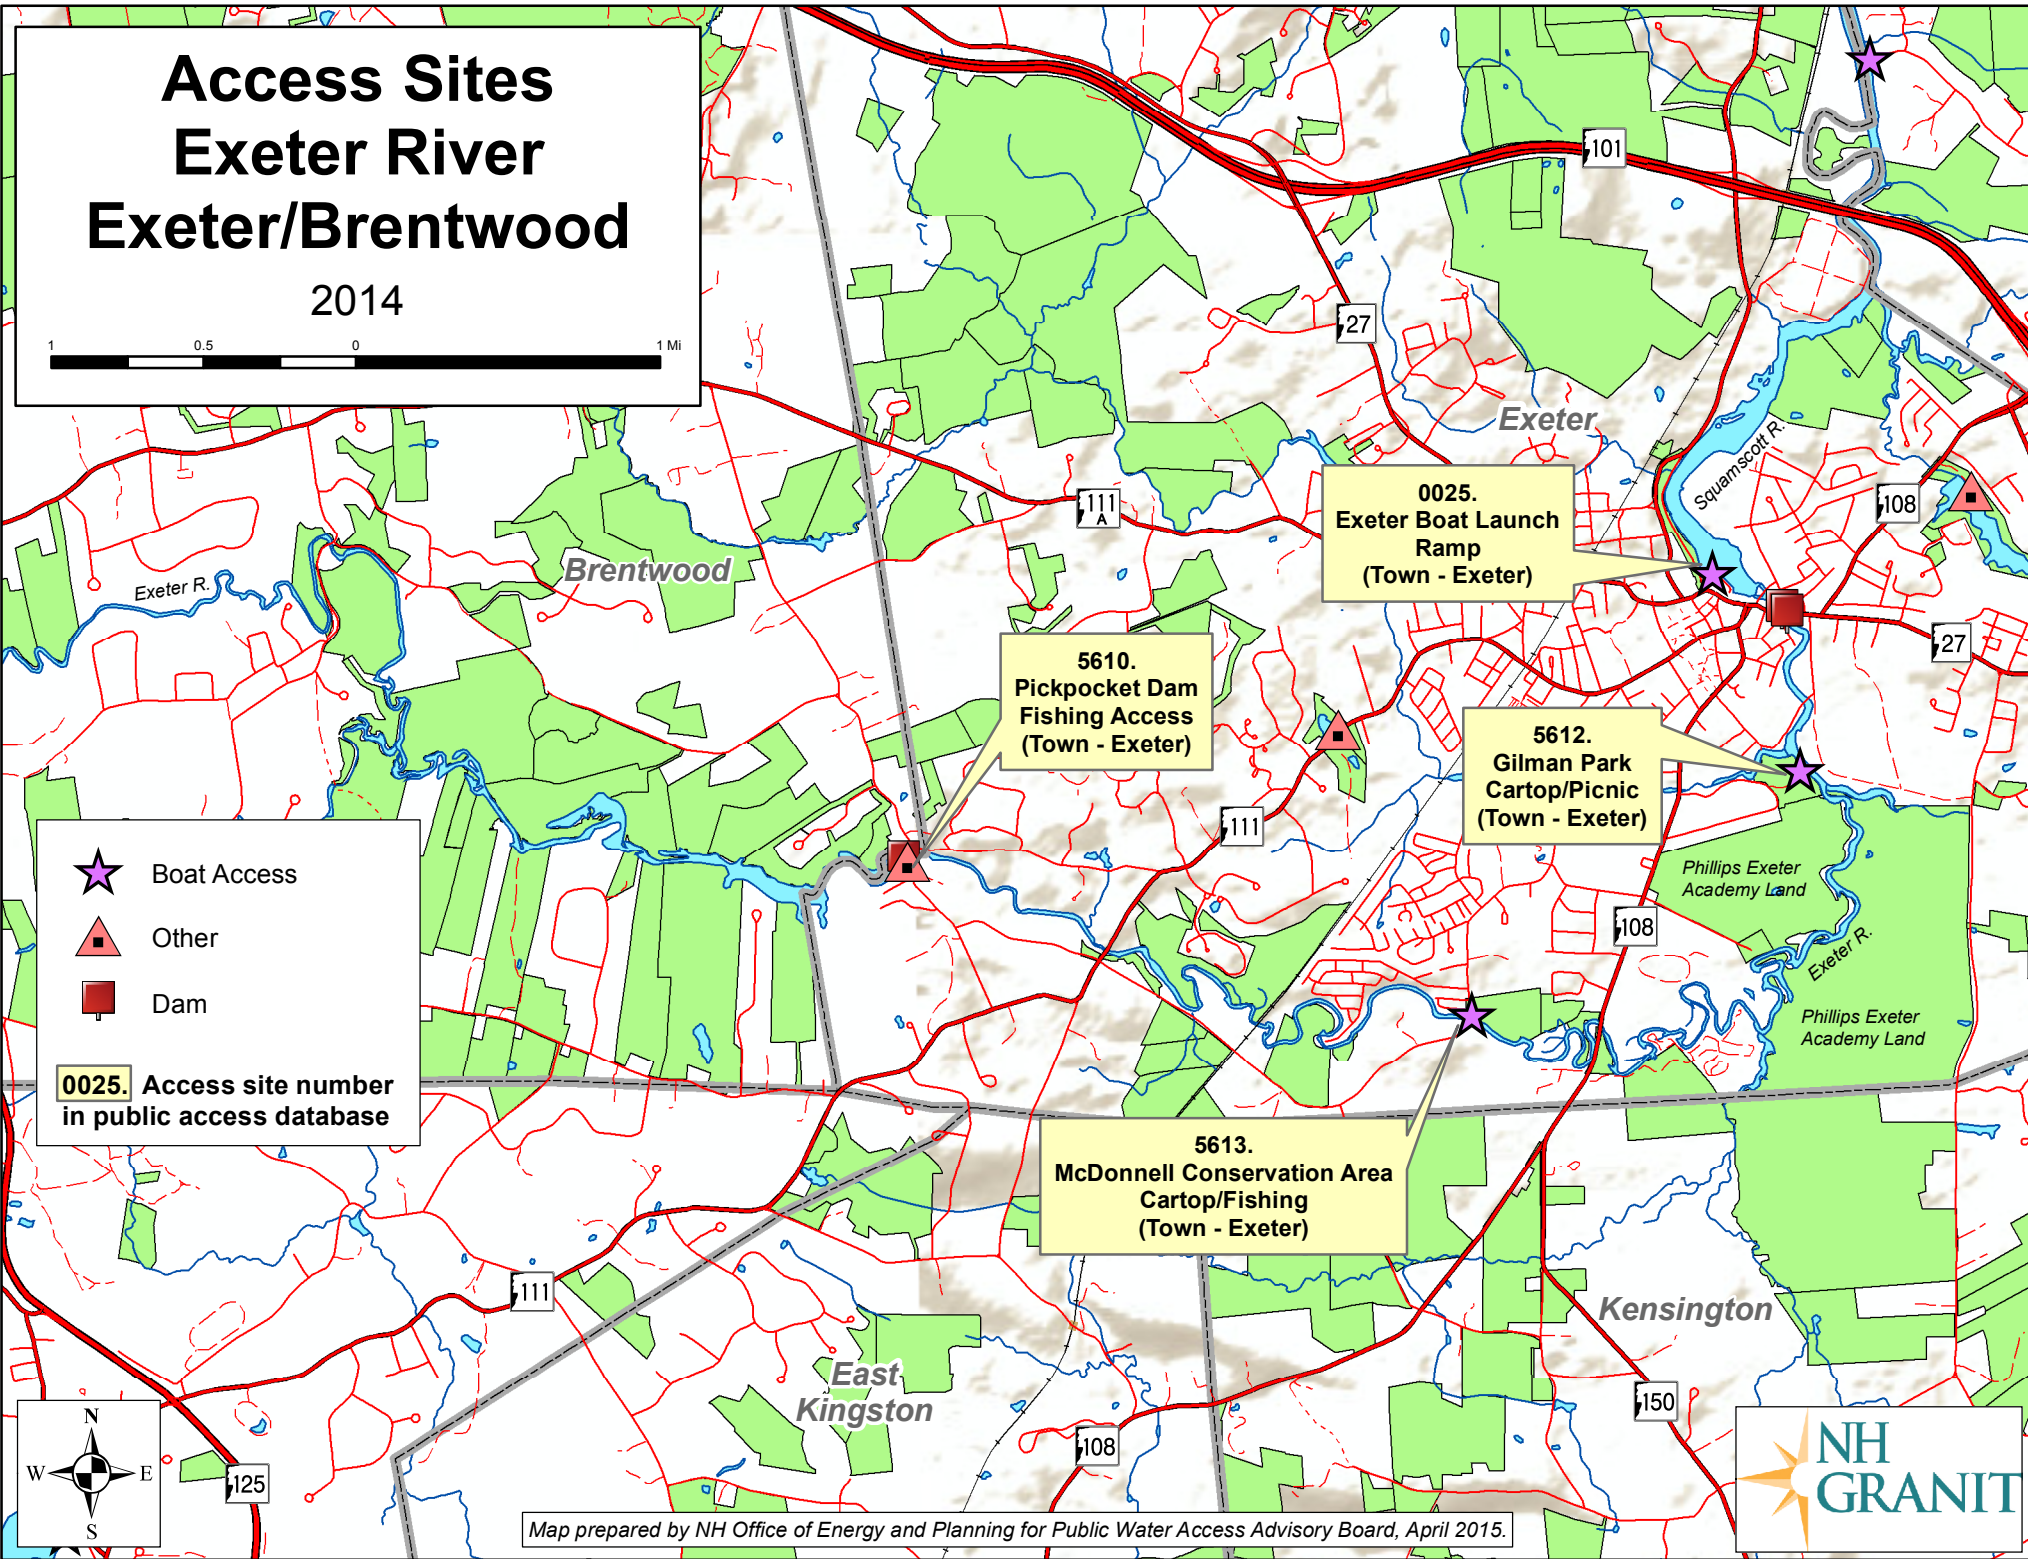 Access Sites
Exeter River
Exeter/Brentwood
2014
1 0.5 0 1 Mi
101
27
Exeter
Squamscott R.
0025.
Exeter Boat Launch
Ramp
(Town - Exeter)
108
111
A
Brentwood
Exeter R.
27
5610.
Pickpocket Dam
Fishing Access
(Town - Exeter)
5612.
Gilman Park
Cartop/Picnic
(Town - Exeter)
111
Phillips Exeter
Academy Land
108
Exeter R.
Phillips Exeter
Academy Land
Boat Access
Other
Dam
0025. Access site number
in public access database
5613.
McDonnell Conservation Area
Cartop/Fishing
(Town - Exeter)
111
Kensington
East
Kingston
150
108
125
N
W E
S
NH
GRANIT
Map prepared by NH Office of Energy and Planning for Public Water Access Advisory Board, April 2015.